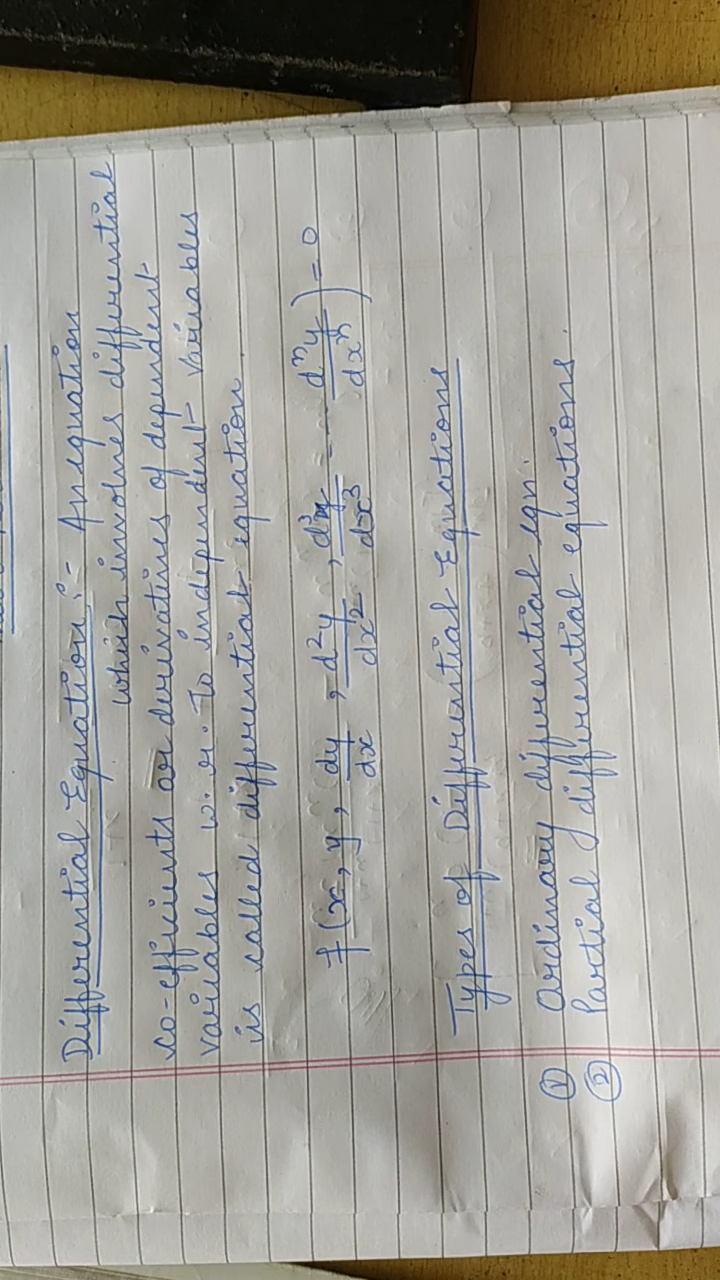 Differential Equation :- An equation
which involves differential
co-efficients or derivatives of dependent
variables w.r. To independent variables
is called differential equation.
f(x, y, dy/dx, d²y/dx², d³y/dx³ --- dⁿy/dxⁿ) = 0
Types of Differential Equations
① Ordinary differential eqn.
② Partial differential equations.